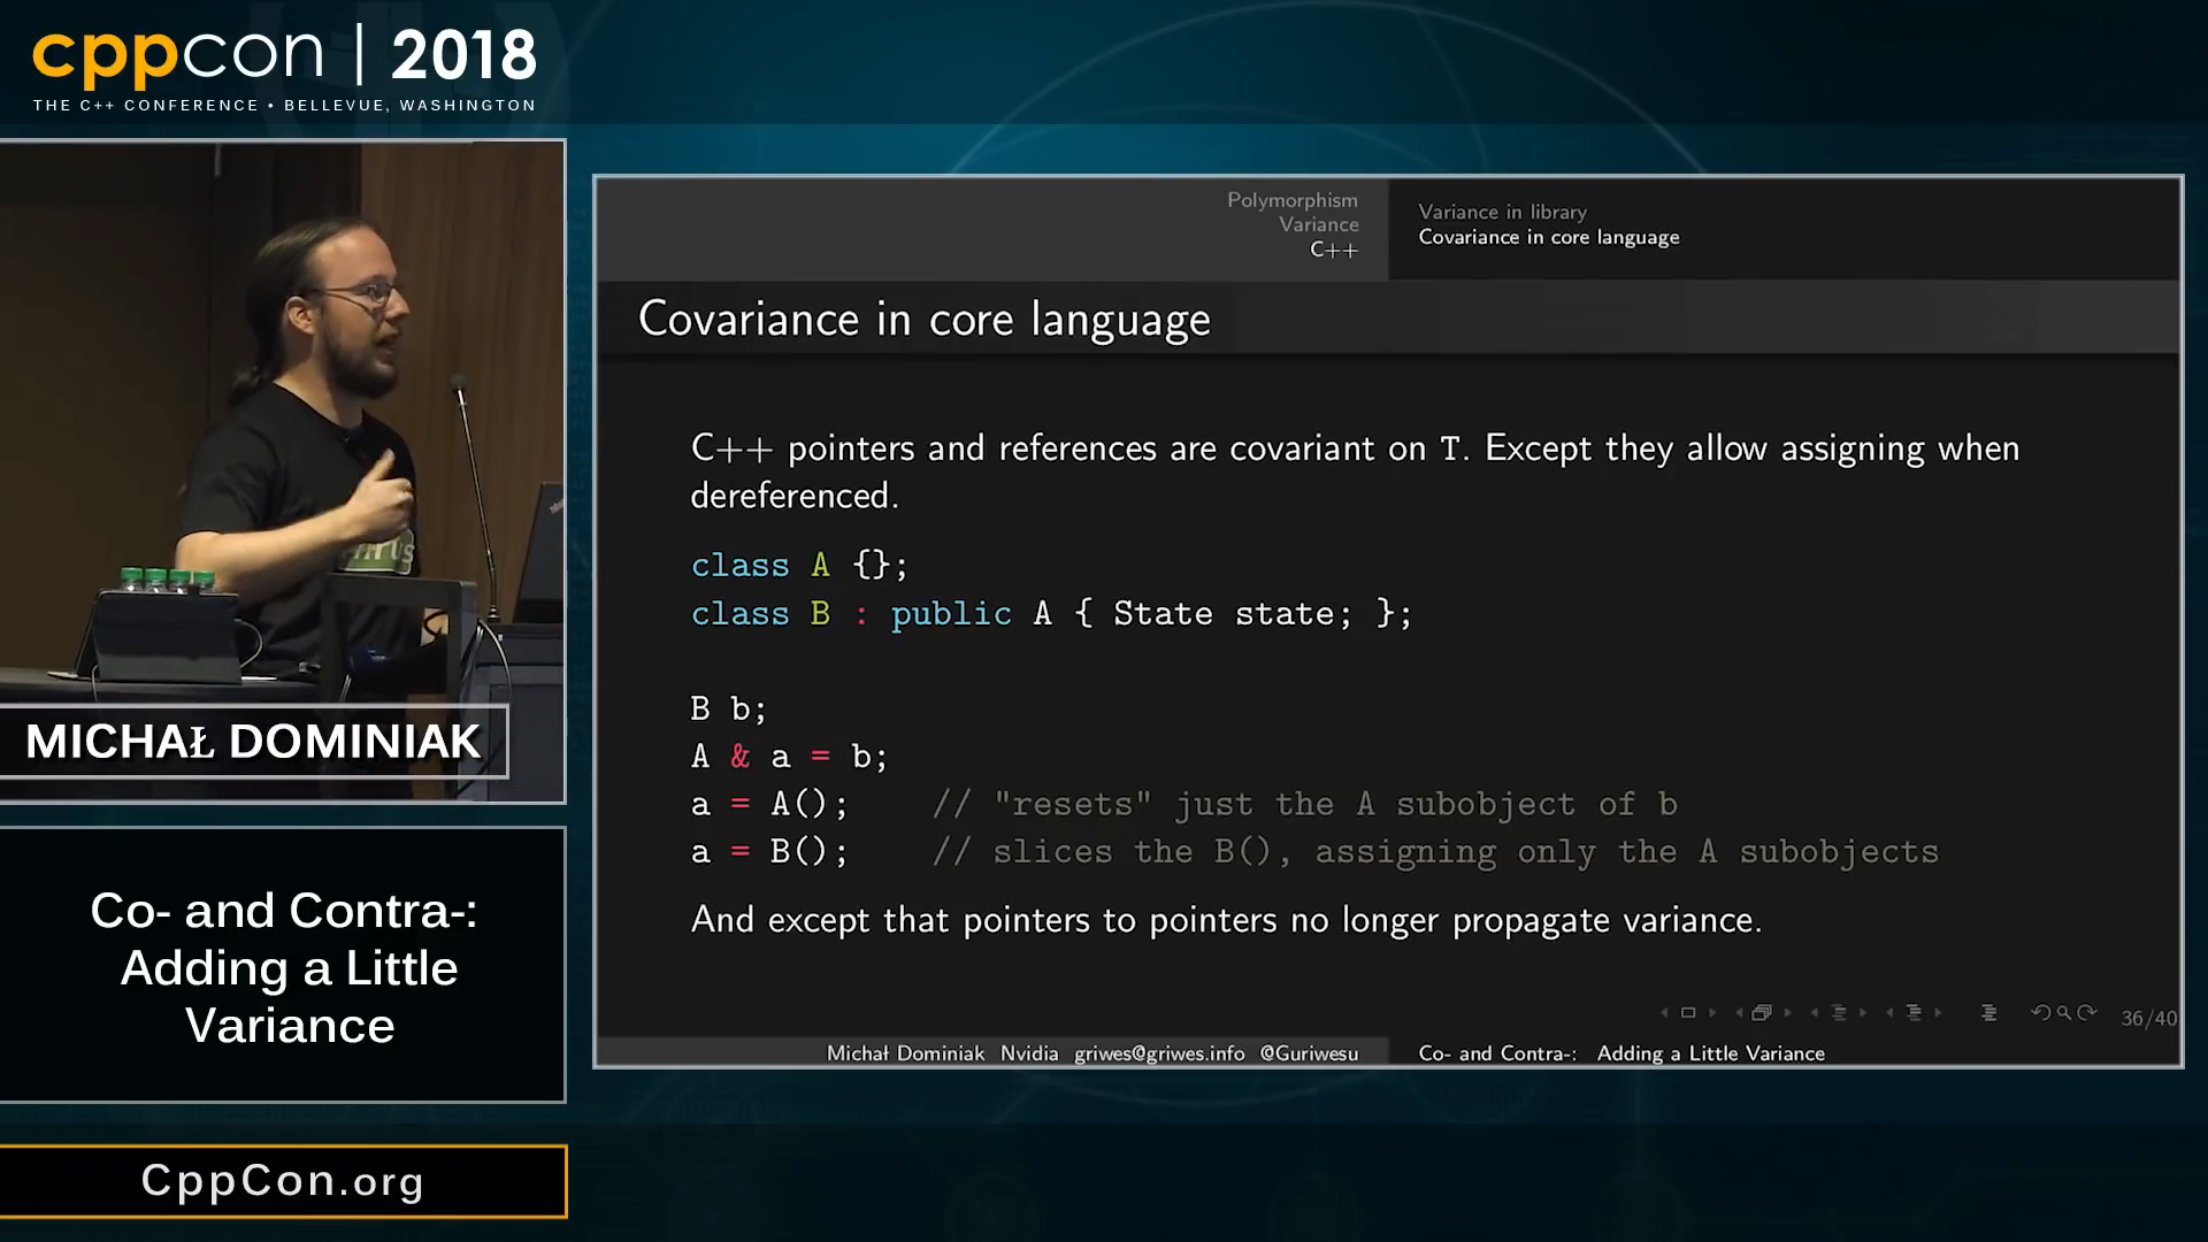 cppcon | 2018
THE C++ CONFERENCE • BELLEVUE, WASHINGTON
MICHAŁ DOMINIAK
Co- and Contra-:
Adding a Little
Variance
CppCon.org
Polymorphism
Variance
C++
Variance in library
Covariance in core language
Covariance in core language
C++ pointers and references are covariant on T. Except they allow assigning when
dereferenced.
class A {};
class B : public A { State state; };
B b;
A & a = b;
a = A(); // "resets" just the A subobject of b
a = B(); // slices the B(), assigning only the A subobjects
And except that pointers to pointers no longer propagate variance.
36/40
Michał Dominiak Nvidia griwes@griwes.info @Guriwesu
Co- and Contra-: Adding a Little Variance